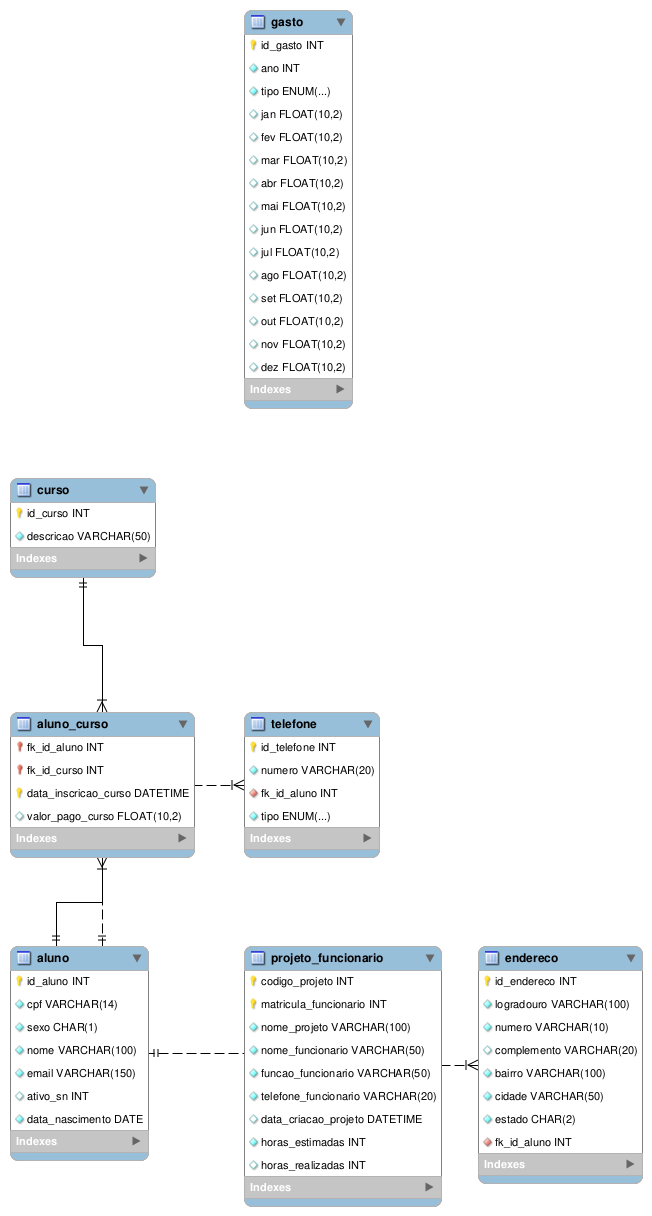 gasto
id_gasto INT
ano INT
tipo ENUM(...)
jan FLOAT(10,2)
fev FLOAT(10,2)
mar FLOAT(10,2)
abr FLOAT(10,2)
mai FLOAT(10,2)
jun FLOAT(10,2)
jul FLOAT(10,2)
ago FLOAT(10,2)
set FLOAT(10,2)
out FLOAT(10,2)
nov FLOAT(10,2)
dez FLOAT(10,2)
Indexes
curso
id_curso INT
descricao VARCHAR(50)
Indexes
aluno_curso
fk_id_aluno INT
fk_id_curso INT
data_inscricao_curso DATETIME
valor_pago_curso FLOAT(10,2)
Indexes
telefone
id_telefone INT
numero VARCHAR(20)
fk_id_aluno INT
tipo ENUM(...)
Indexes
aluno
id_aluno INT
cpf VARCHAR(14)
sexo CHAR(1)
nome VARCHAR(100)
email VARCHAR(150)
ativo_sn INT
data_nascimento DATE
Indexes
projeto_funcionario
codigo_projeto INT
matricula_funcionario INT
nome_projeto VARCHAR(100)
nome_funcionario VARCHAR(50)
funcao_funcionario VARCHAR(50)
telefone_funcionario VARCHAR(20)
data_criacao_projeto DATETIME
horas_estimadas INT
horas_realizadas INT
Indexes
endereco
id_endereco INT
logradouro VARCHAR(100)
numero VARCHAR(10)
complemento VARCHAR(20)
bairro VARCHAR(100)
cidade VARCHAR(50)
estado CHAR(2)
fk_id_aluno INT
Indexes